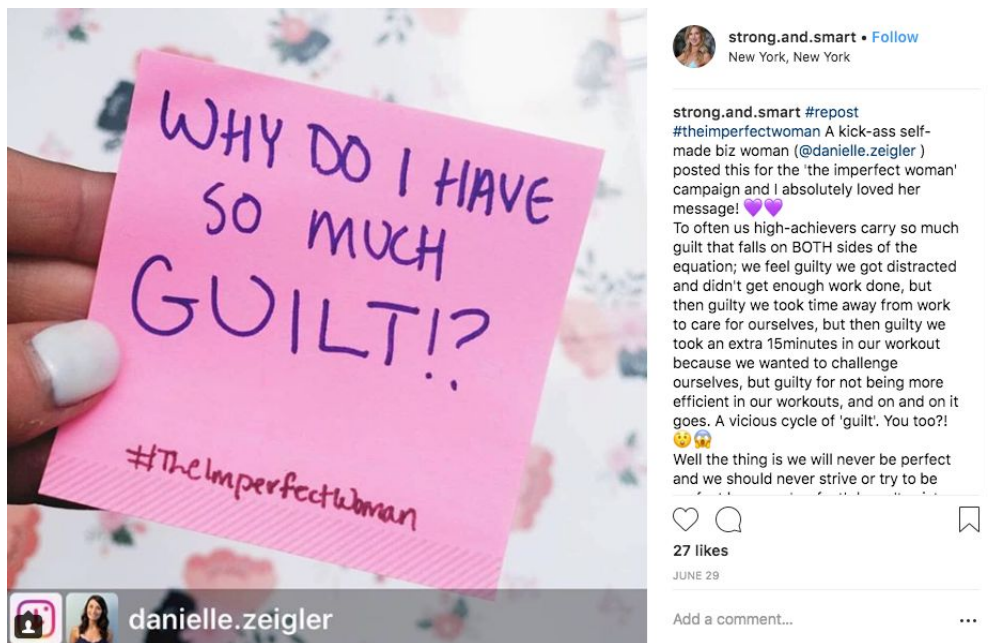 WHY DO I HAVE
SO MUCH
GUILT!?
#TheImperfectWoman
danielle.zeigler
strong.and.smart • Follow
New York, New York
strong.and.smart #repost
#theimperfectwoman A kick-ass self-
made biz woman (@danielle.zeigler )
posted this for the 'the imperfect woman'
campaign and I absolutely loved her
message! 💜💜
To often us high-achievers carry so much
guilt that falls on BOTH sides of the
equation; we feel guilty we got distracted
and didn't get enough work done, but
then guilty we took time away from work
to care for ourselves, but then guilty we
took an extra 15minutes in our workout
because we wanted to challenge
ourselves, but guilty for not being more
efficient in our workouts, and on and on it
goes. A vicious cycle of 'guilt'. You too?!
😲😱
Well the thing is we will never be perfect
and we should never strive or try to be
27 likes
JUNE 29
Add a comment...